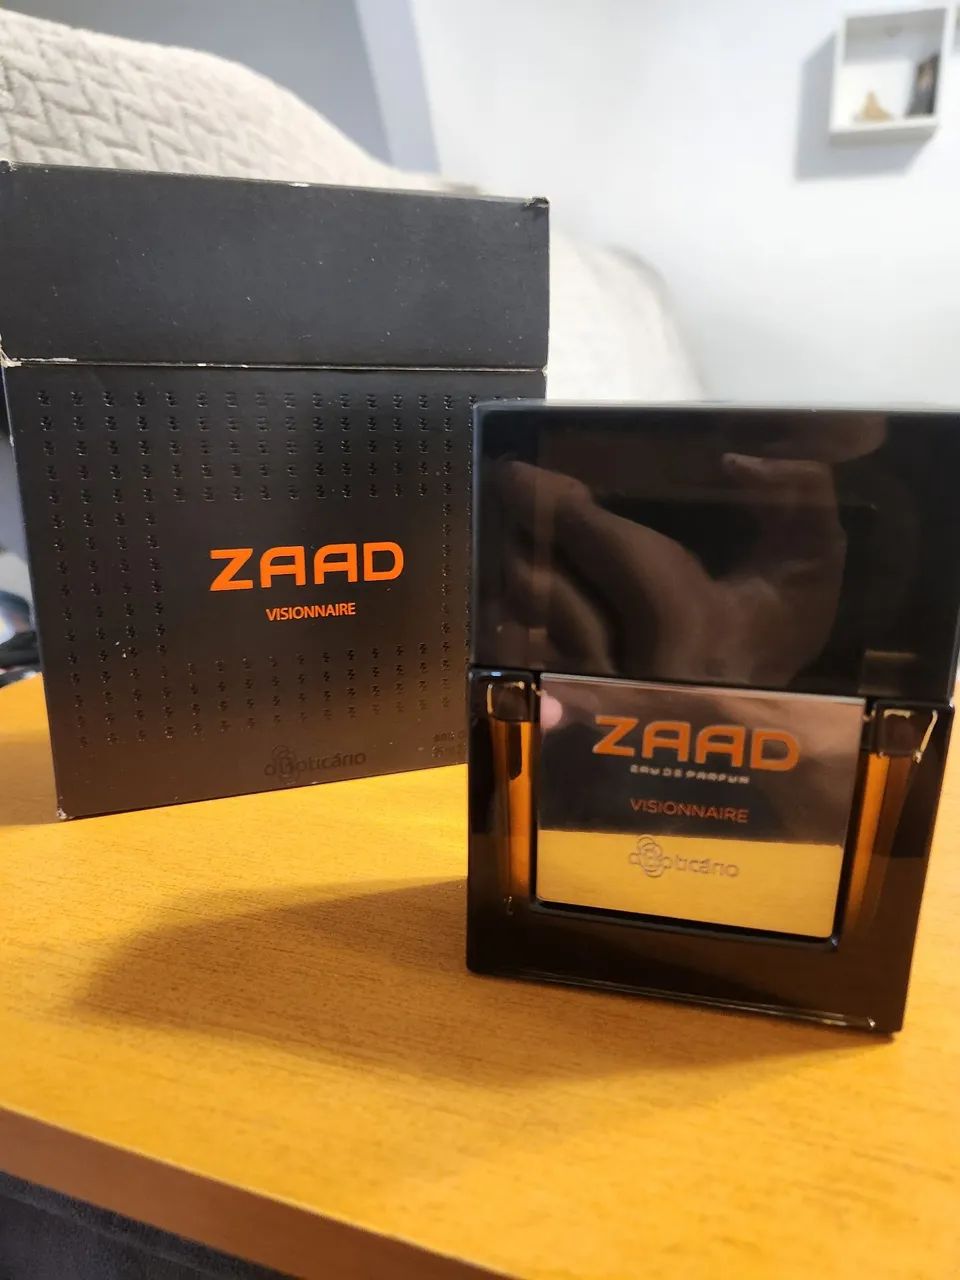 ZAAD
VISIONNAIRE
oBoticário
ZAAD
EAU DE PARFUM
VISIONNAIRE
oBoticário